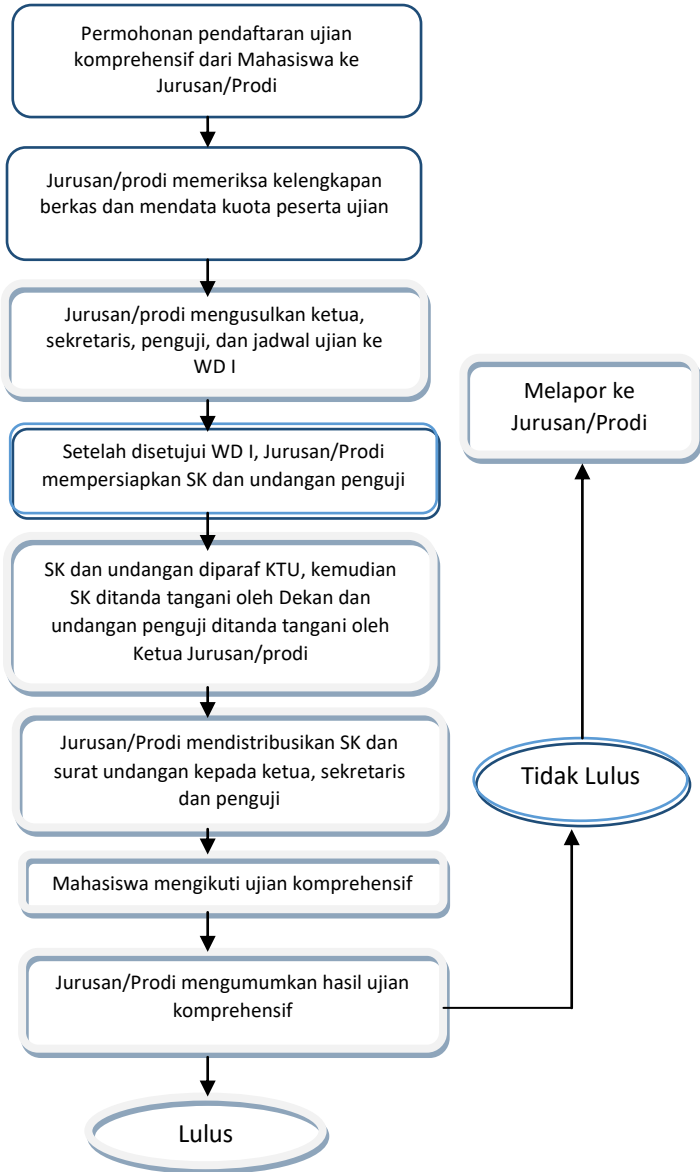 Permohonan pendaftaran ujian
komprehensif dari Mahasiswa ke
Jurusan/Prodi
Jurusan/prodi memeriksa kelengkapan
berkas dan mendata kuota peserta ujian
Jurusan/prodi mengusulkan ketua,
sekretaris, penguji, dan jadwal ujian ke
WD I
Setelah disetujui WD I, Jurusan/Prodi
mempersiapkan SK dan undangan penguji
SK dan undangan diparaf KTU, kemudian
SK ditanda tangani oleh Dekan dan
undangan penguji ditanda tangani oleh
Ketua Jurusan/prodi
Jurusan/Prodi mendistribusikan SK dan
surat undangan kepada ketua, sekretaris
dan penguji
Mahasiswa mengikuti ujian komprehensif
Jurusan/Prodi mengumumkan hasil ujian
komprehensif
Lulus
Tidak Lulus
Melapor ke
Jurusan/Prodi